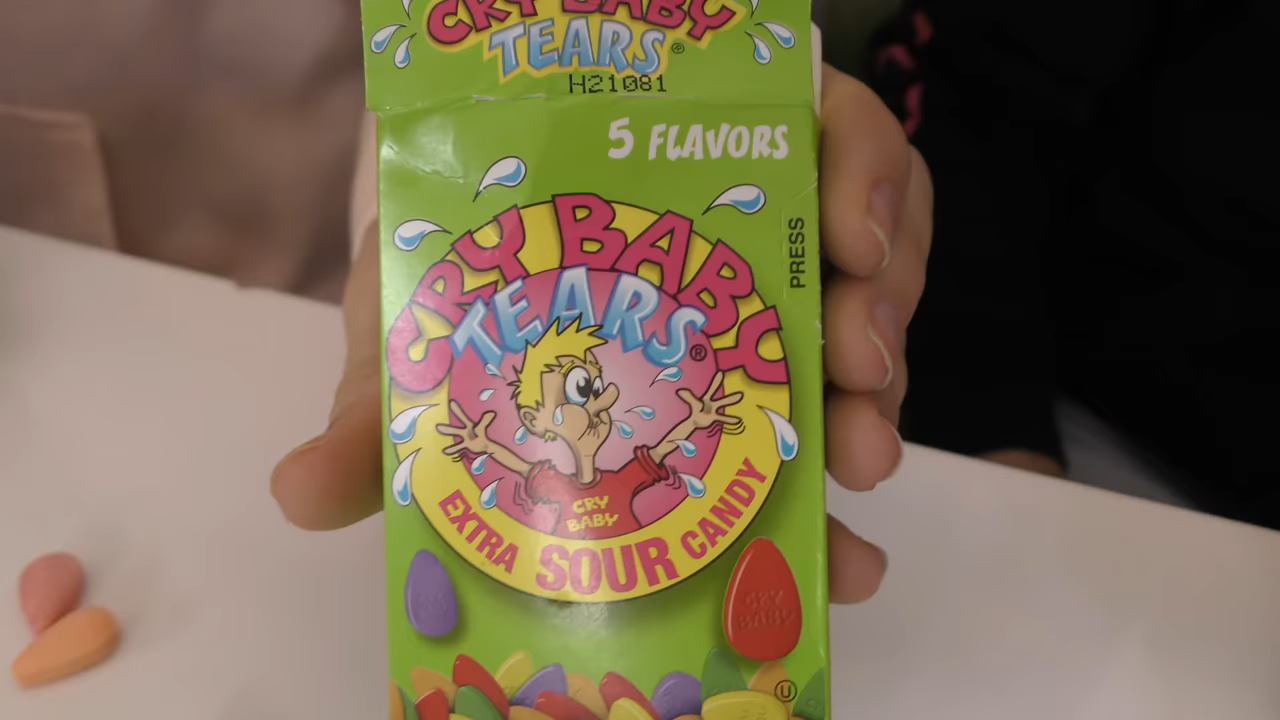 CRY BABY
TEARS®
H21081
5 FLAVORS
PRESS
CRY BABY
TEARS®
CRY
BABY
EXTRA SOUR CANDY
CRY
BABY
U